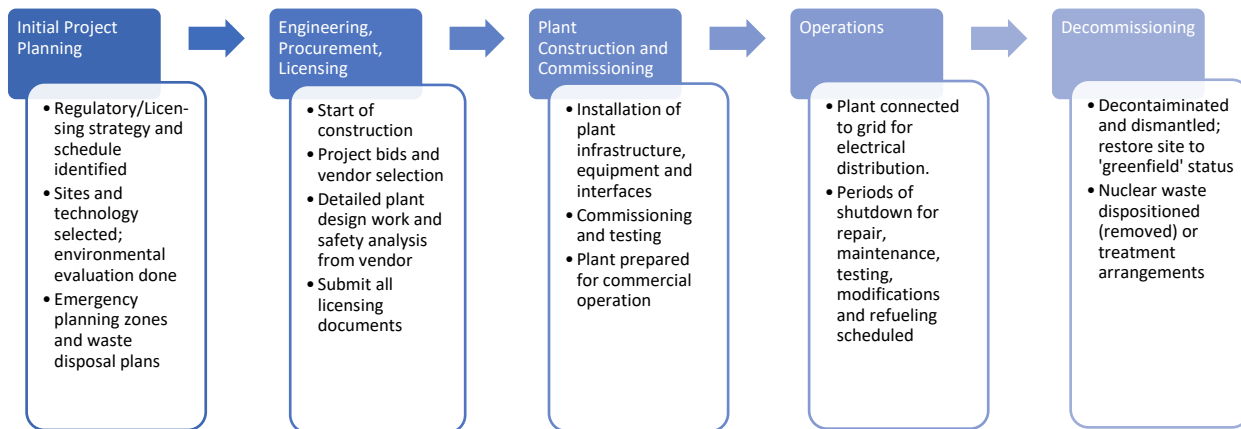 Initial Project
Planning
• Regulatory/Licen-
sing strategy and
schedule
identified
• Sites and
technology
selected;
environmental
evaluation done
• Emergency
planning zones
and waste
disposal plans
Engineering,
Procurement,
Licensing
• Start of
construction
• Project bids and
vendor selection
• Detailed plant
design work and
safety analysis
from vendor
• Submit all
licensing
documents
Plant
Construction and
Commissioning
• Installation of
plant
infrastructure,
equipment and
interfaces
• Commissioning
and testing
• Plant prepared
for commercial
operation
Operations
• Plant connected
to grid for
electrical
distribution.
• Periods of
shutdown for
repair,
maintenance,
testing,
modifications
and refueling
scheduled
Decommissioning
• Decontaiminated
and dismantled;
restore site to
'greenfield' status
• Nuclear waste
dispositioned
(removed) or
treatment
arrangements